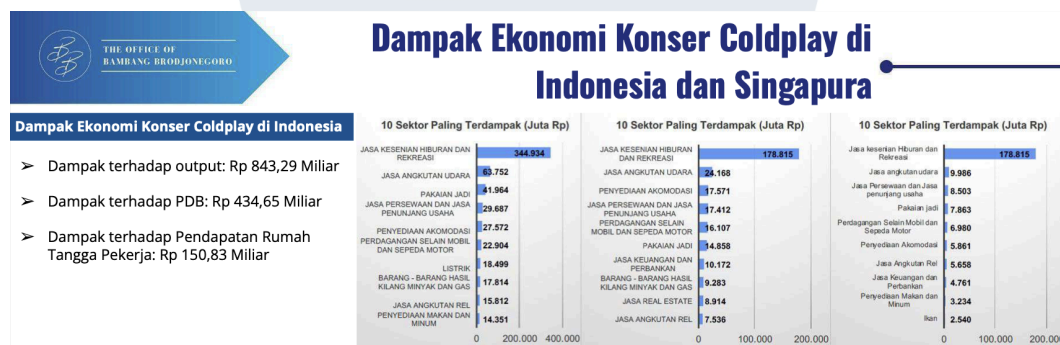 THE OFFICE OF
BAMBANG BRODJONEGORO
Dampak Ekonomi Konser Coldplay di
Indonesia dan Singapura
Dampak Ekonomi Konser Coldplay di Indonesia
➢ Dampak terhadap output: Rp 843,29 Miliar
➢ Dampak terhadap PDB: Rp 434,65 Miliar
➢ Dampak terhadap Pendapatan Rumah
Tangga Pekerja: Rp 150,83 Miliar
10 Sektor Paling Terdampak (Juta Rp)
JASA KESENIAN HIBURAN DAN
REKREASI
344.934
JASA ANGKUTAN UDARA
63.752
PAKAIAN JADI
41.964
JASA PERSEWAAN DAN JASA
PENUNJANG USAHA
29.687
PENYEDIAAN AKOMODASI
27.572
PERDAGANGAN SELAIN MOBIL
DAN SEPEDA MOTOR
22.904
LISTRIK
18.499
BARANG - BARANG HASIL
KILANG MINYAK DAN GAS
17.814
JASA ANGKUTAN REL
15.812
PENYEDIAAN MAKAN DAN
MINUM
14.351
0 200.000 400.000
10 Sektor Paling Terdampak (Juta Rp)
JASA KESENIAN HIBURAN
DAN REKREASI
178.815
JASA ANGKUTAN UDARA
24.168
PENYEDIAAN AKOMODASI
17.571
JASA PERSEWAAN DAN JASA
PENUNJANG USAHA
17.412
PERDAGANGAN SELAIN
MOBIL DAN SEPEDA MOTOR
16.107
PAKAIAN JADI
14.858
JASA KEUANGAN DAN
PERBANKAN
10.172
BARANG - BARANG HASIL
KILANG MINYAK DAN GAS
9.283
JASA REAL ESTATE
8.914
JASA ANGKUTAN REL
7.536
0 100.000 200.000
10 Sektor Paling Terdampak (Juta Rp)
Jasa kesenian Hiburan dan
Rekreasi
178.815
Jasa angkutan udara
9.986
Jasa Persewaan dan Jasa
penunjang usaha
8.503
Pakaian jadi
7.863
Perdagangan Selain Mobil dan
Sepeda Motor
6.980
Penyediaan Akomodasi
5.861
Jasa Angkutan Rel
5.658
Jasa Keuangan dan
Perbankan
4.761
Penyediaan Makan dan
Minum
3.234
Ikan
2.540
0 100.000 200.00